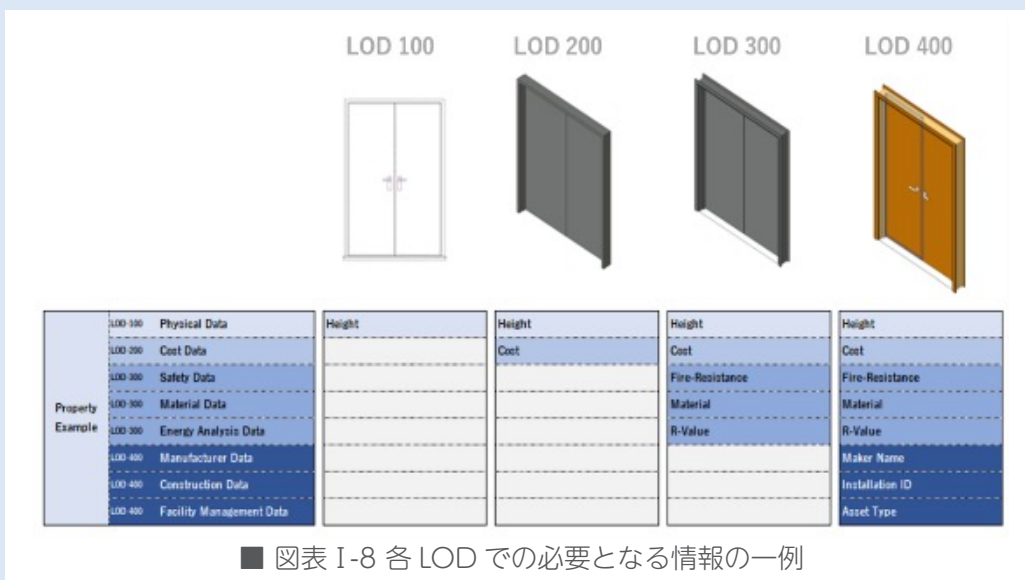 LOD 100 LOD 200 LOD 300 LOD 400
LOD-100 Physical Data Height Height Height Height
LOD-200 Cost Data Cost Cost Cost
LOD-300 Safety Data Fire-Resistance Fire-Resistance
LOD-300 Material Data Material Material
Property Example
LOD-300 Energy Analysis Data R-Value R-Value
LOD-400 Manufacturer Data Maker Name
LOD-400 Construction Data Installation ID
LOD-400 Facility Management Data Asset Type
■ 図表 I-8 各 LOD での必要となる情報の一例